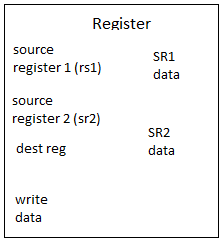 Register
source
register 1 (rs1)
SR1
data
source
register 2 (sr2)
SR2
data
dest reg
write
data